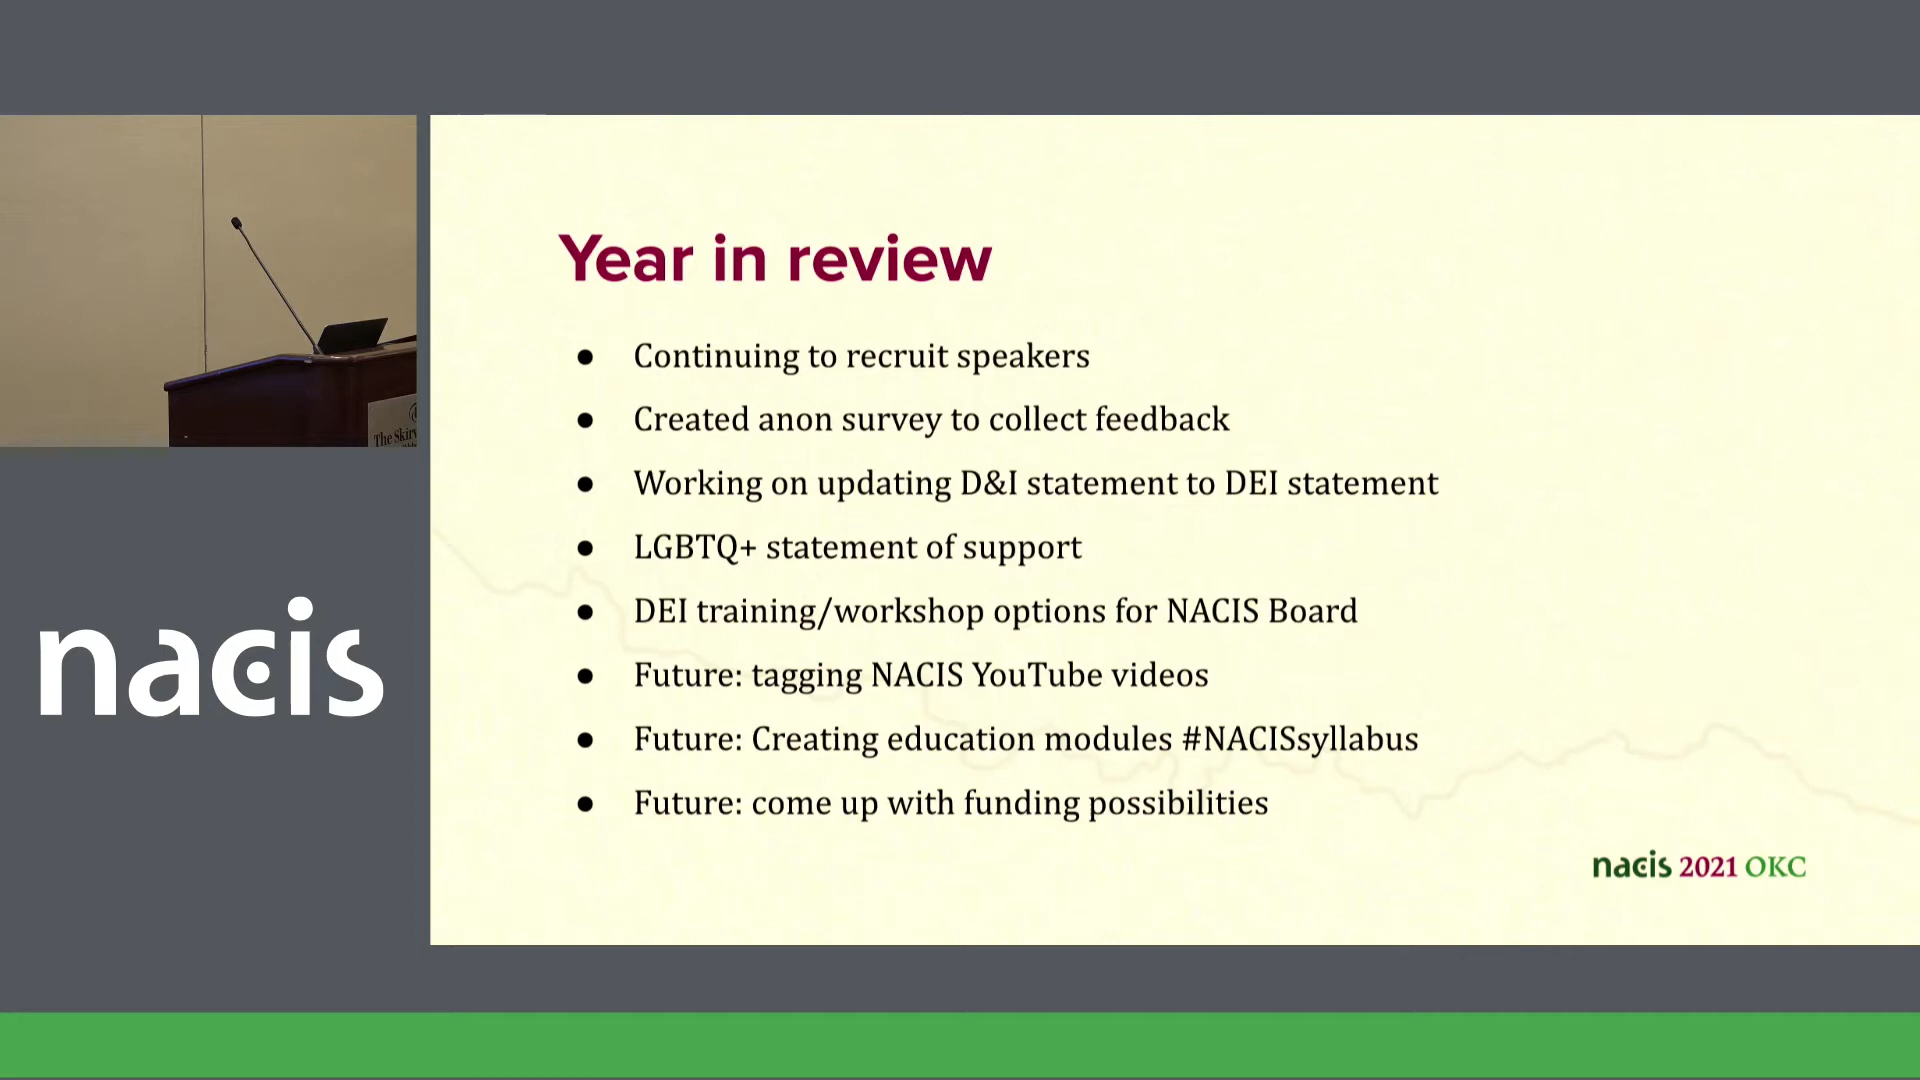 Year in review
● Continuing to recruit speakers
● Created anon survey to collect feedback
● Working on updating D&I statement to DEI statement
● LGBTQ+ statement of support
● DEI training/workshop options for NACIS Board
● Future: tagging NACIS YouTube videos
● Future: Creating education modules #NACISsyllabus
● Future: come up with funding possibilities
nacis 2021 OKC
The Skirv
nacis